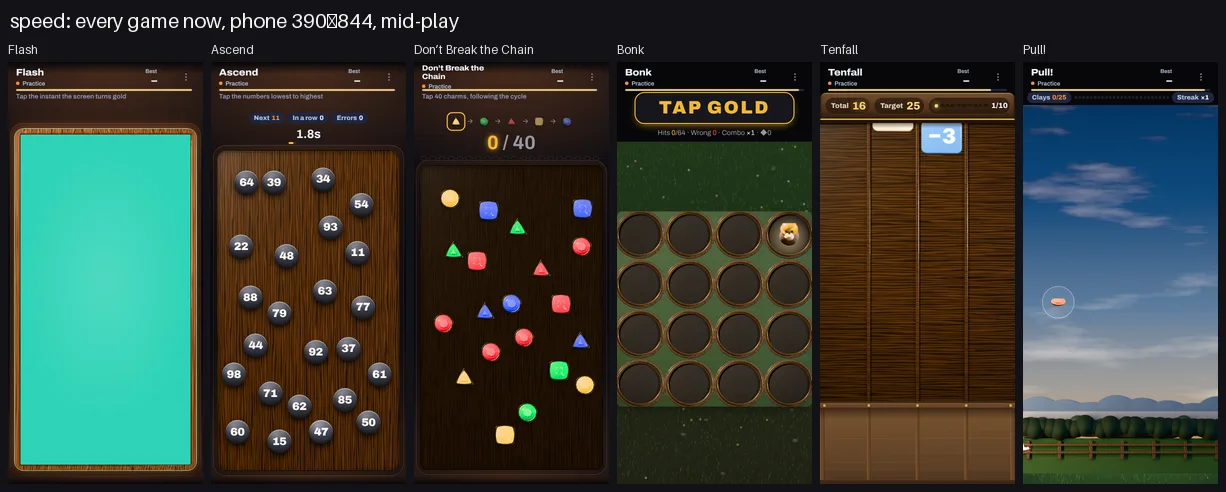 speed: every game now, phone 390▯844, mid-play
Flash
Ascend
Don't Break the Chain
Bonk
Tenfall
Pull!
Flash
Best
Practice
–
Tap the instant the screen turns gold
Ascend
Best
Practice
–
Tap the numbers lowest to highest
Next 11
In a row 0
Errors 0
1.8s
64
39
34
54
93
22
48
11
88
63
79
77
44
92
37
98
61
71
62
85
60
15
47
50
Don't Break the
Chain
Best
Practice
–
Tap 40 charms, following the cycle
0 / 40
Bonk
Best
Practice
–
TAP GOLD
Hits 0/64 · Wrong 0 · Combo ×1 · ◆0
Tenfall
Best
Practice
–
Total 16
Target 25
1/10
−3
Pull!
Best
Practice
–
Clays 0/25
Streak ×1